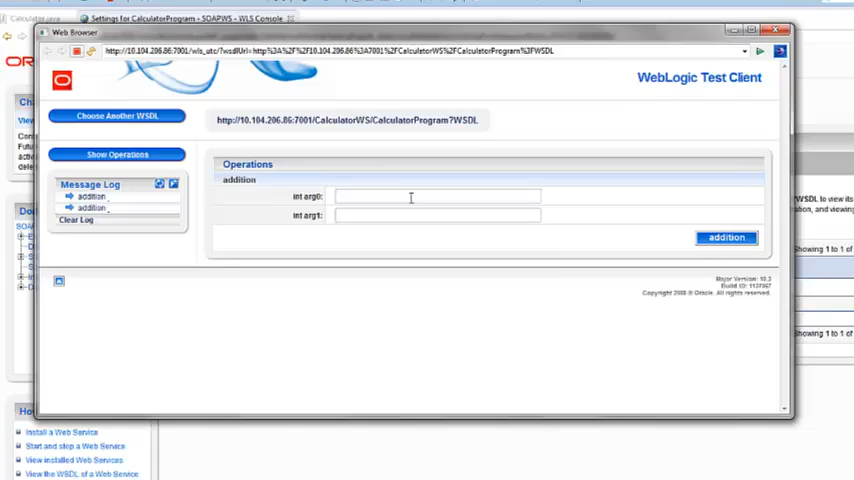 Calculator.java
Settings for CalculatorProgram - SOAPWS - WLS Console
Web Browser
http://10.104.206.86:7001/wls_utc/?wsdlUrl=http%3A%2F%2F10.104.206.86%3A7001%2FCalculatorWS%2FCalculatorProgram%3FWSDL
WebLogic Test Client
Choose Another WSDL
http://10.104.206.86:7001/CalculatorWS/CalculatorProgram?WSDL
Show Operations
Operations
addition
Message Log
addition
addition
Clear Log
int arg0:
int arg1:
addition
Major Version: 10.3
Copyright 2008 © Oracle. All rights reserved.
WSDL to view its
operation, and viewing
Showing 1 to 1 of
Showing 1 to 1 of
Install a Web Service
Start and stop a Web Service
View installed Web Services
View the WSDL of a Web Service